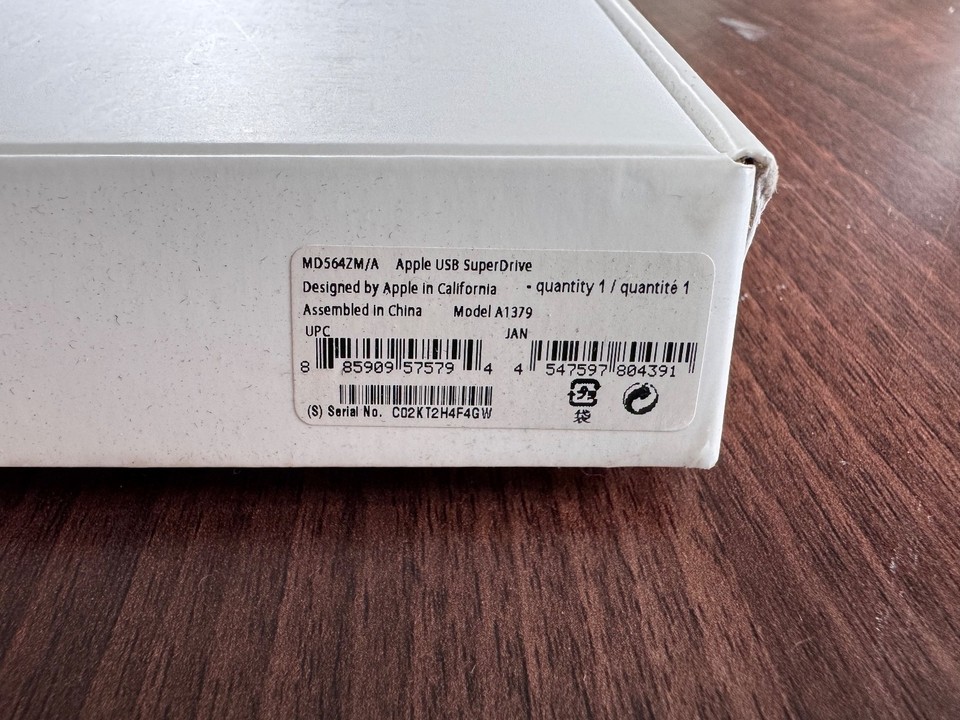 MD564ZM/A Apple USB SuperDrive
Designed by Apple in California - quantity 1 / quantité 1
Assembled in China Model A1379
UPC JAN
8 85909 57579 4 4 547597 804391
(S) Serial No. C02KT2H4F4GW
袋